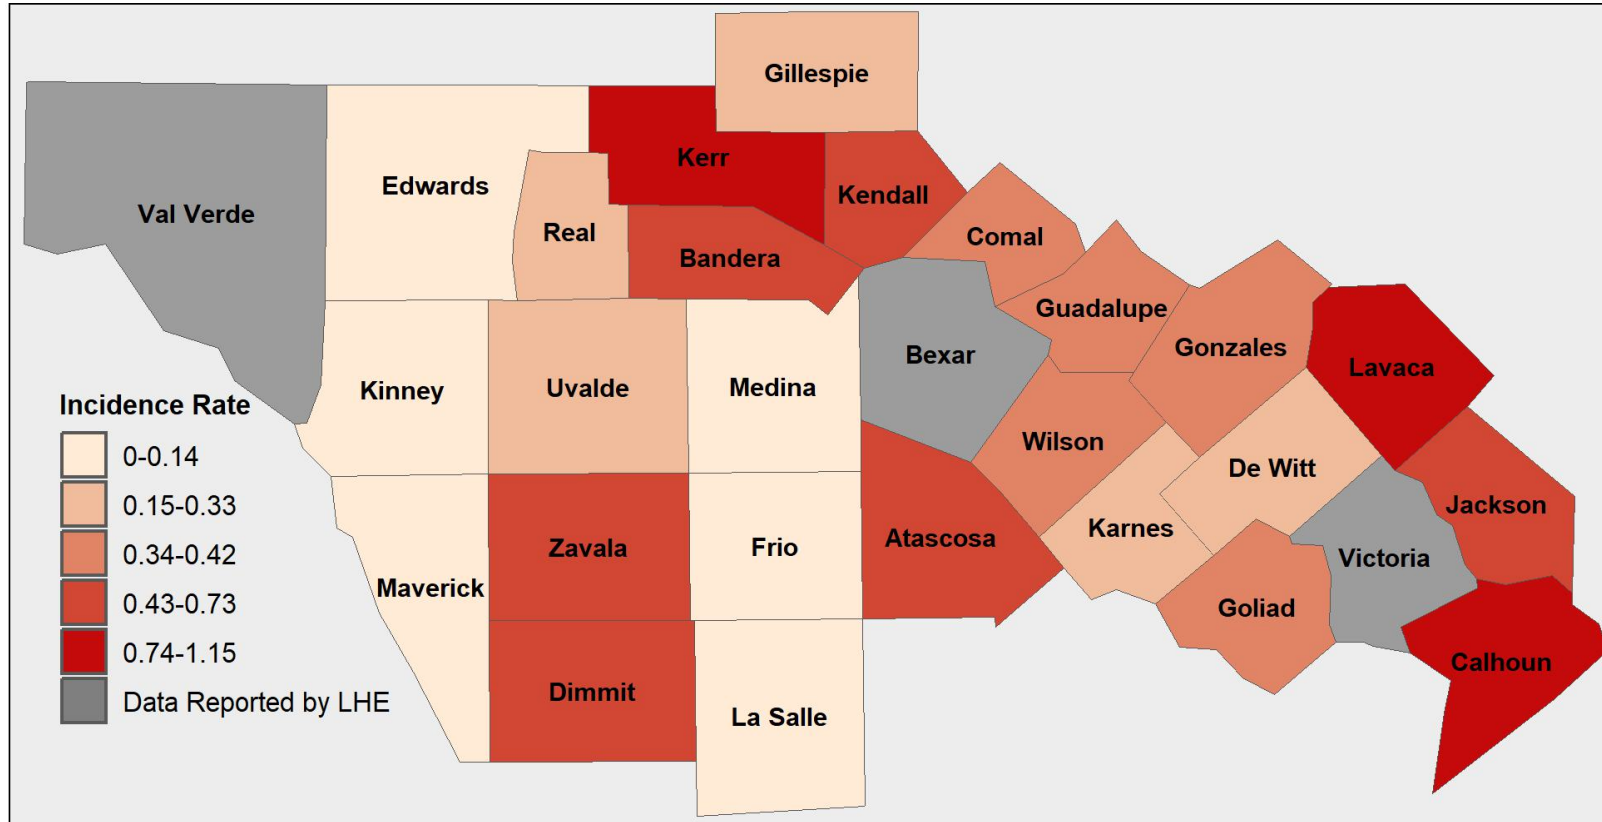 Gillespie
Kerr
Edwards
Kendall
Val Verde
Real
Comal
Bandera
Guadalupe
Gonzales
Bexar
Lavaca
Kinney
Uvalde
Medina
Wilson
De Witt
Jackson
Karnes
Atascosa
Zavala
Frio
Victoria
Maverick
Goliad
Calhoun
Dimmit
La Salle
Incidence Rate
0-0.14
0.15-0.33
0.34-0.42
0.43-0.73
0.74-1.15
Data Reported by LHE